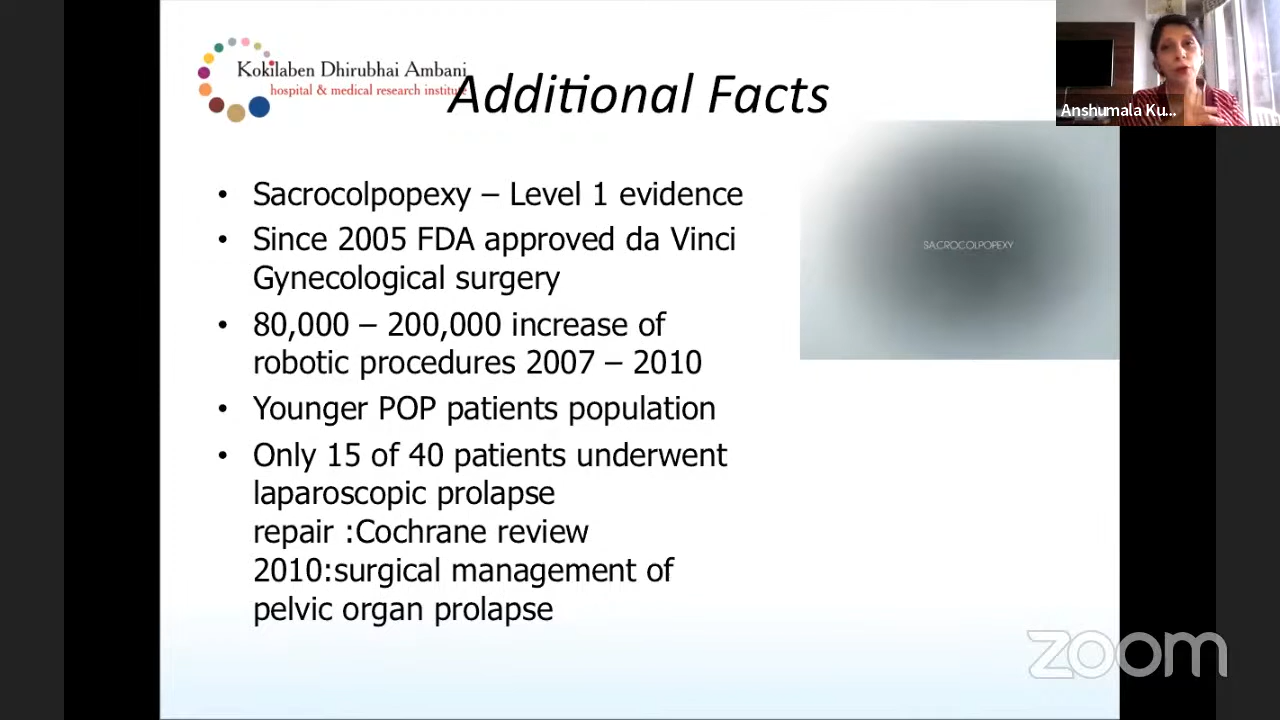 Kokilaben Dhirubhai Ambani
hospital & medical research institute
Additional Facts
Anshumala Ku...
• Sacrocolpopexy – Level 1 evidence
• Since 2005 FDA approved da Vinci
Gynecological surgery
• 80,000 – 200,000 increase of
robotic procedures 2007 – 2010
• Younger POP patients population
• Only 15 of 40 patients underwent
laparoscopic prolapse
repair :Cochrane review
2010:surgical management of
pelvic organ prolapse
SACROCOLPOPEXY
zoom